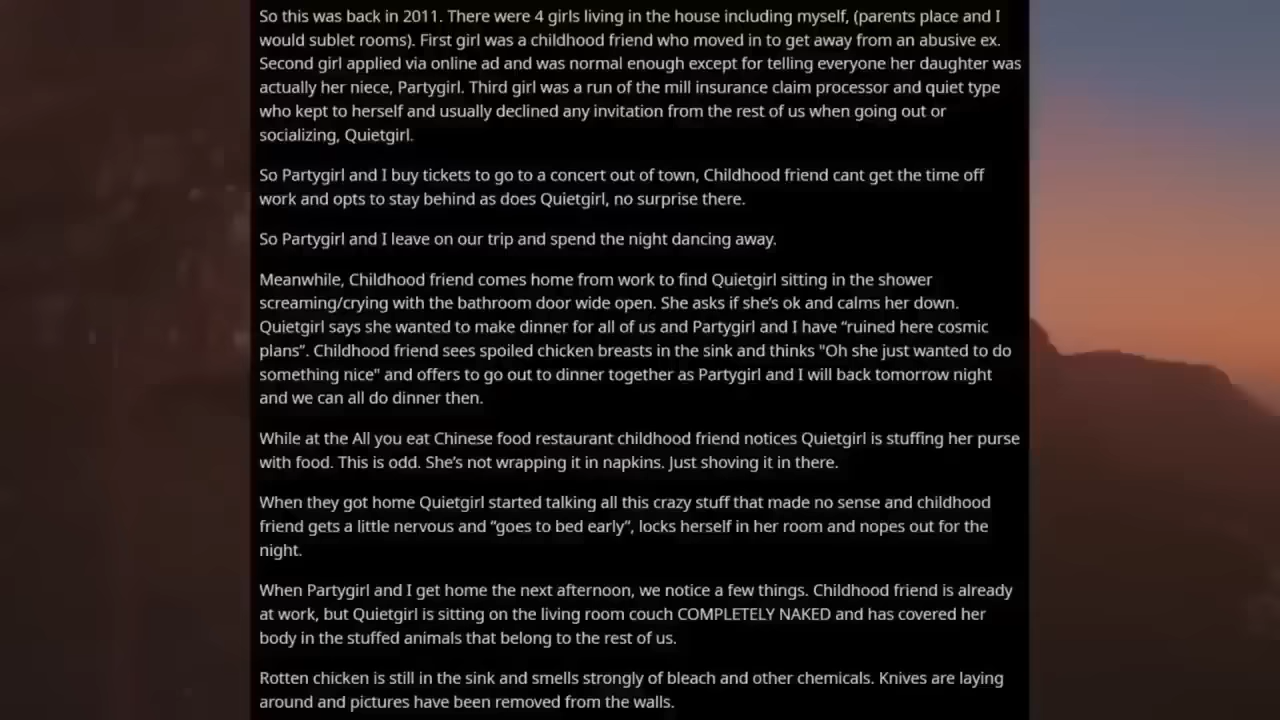 So this was back in 2011. There were 4 girls living in the house including myself, (parents place and I
would sublet rooms). First girl was a childhood friend who moved in to get away from an abusive ex.
Second girl applied via online ad and was normal enough except for telling everyone her daughter was
actually her niece, Partygirl. Third girl was a run of the mill insurance claim processor and quiet type
who kept to herself and usually declined any invitation from the rest of us when going out or
socializing, Quietgirl.
So Partygirl and I buy tickets to go to a concert out of town, Childhood friend cant get the time off
work and opts to stay behind as does Quietgirl, no surprise there.
So Partygirl and I leave on our trip and spend the night dancing away.
Meanwhile, Childhood friend comes home from work to find Quietgirl sitting in the shower
screaming/crying with the bathroom door wide open. She asks if she’s ok and calms her down.
Quietgirl says she wanted to make dinner for all of us and Partygirl and I have “ruined here cosmic
plans”. Childhood friend sees spoiled chicken breasts in the sink and thinks "Oh she just wanted to do
something nice" and offers to go out to dinner together as Partygirl and I will back tomorrow night
and we can all do dinner then.
While at the All you eat Chinese food restaurant childhood friend notices Quietgirl is stuffing her purse
with food. This is odd. She’s not wrapping it in napkins. Just shoving it in there.
When they got home Quietgirl started talking all this crazy stuff that made no sense and childhood
friend gets a little nervous and “goes to bed early”, locks herself in her room and nopes out for the
night.
When Partygirl and I get home the next afternoon, we notice a few things. Childhood friend is already
at work, but Quietgirl is sitting on the living room couch COMPLETELY NAKED and has covered her
body in the stuffed animals that belong to the rest of us.
Rotten chicken is still in the sink and smells strongly of bleach and other chemicals. Knives are laying
around and pictures have been removed from the walls.